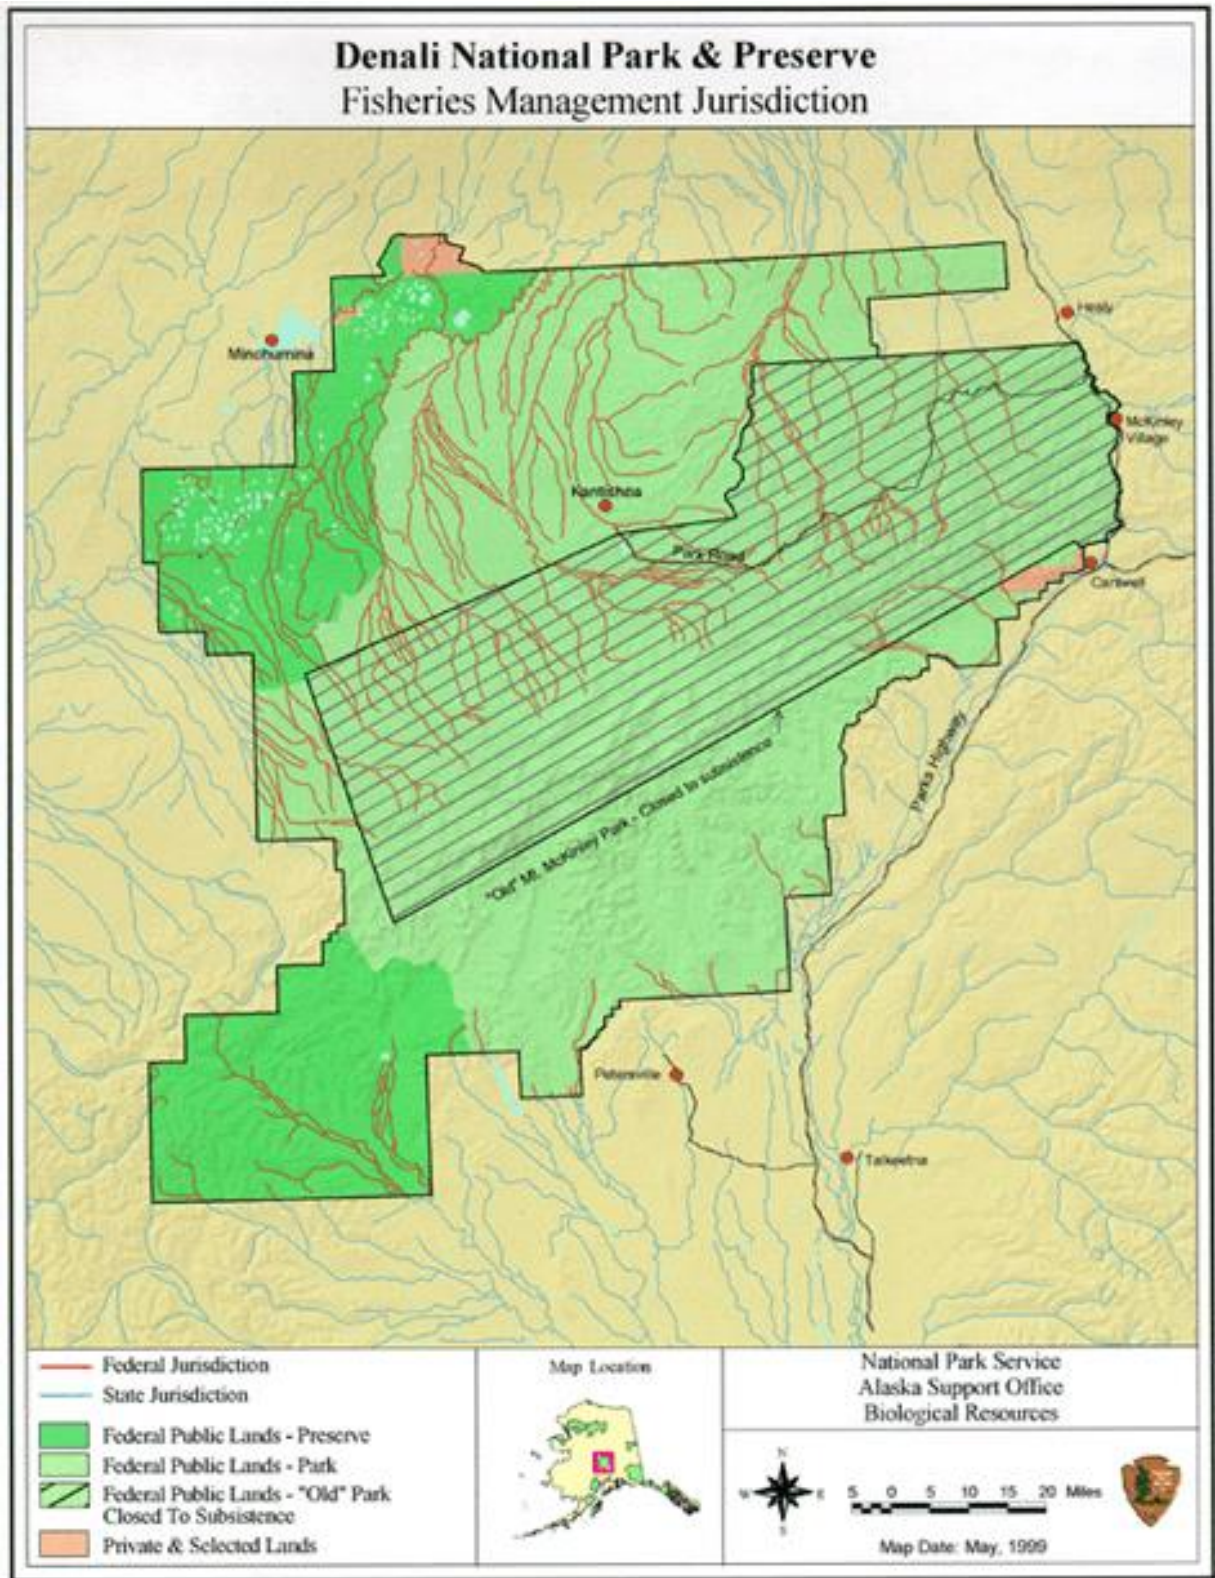 Denali National Park & Preserve
Fisheries Management Jurisdiction
Healy
Minchumina
McKinley
Village
Kantishna
Park Road
Cantwell
"Old" Mt. McKinley Park - Closed to subsistence
Parks Highway
Petersville
Talkeetna
Federal Jurisdiction
State Jurisdiction
Federal Public Lands - Preserve
Federal Public Lands - Park
Federal Public Lands - "Old" Park
Closed To Subsistence
Private & Selected Lands
Map Location
National Park Service
Alaska Support Office
Biological Resources
N
W E
S
5 0 5 10 15 20 Miles
Map Date: May, 1999